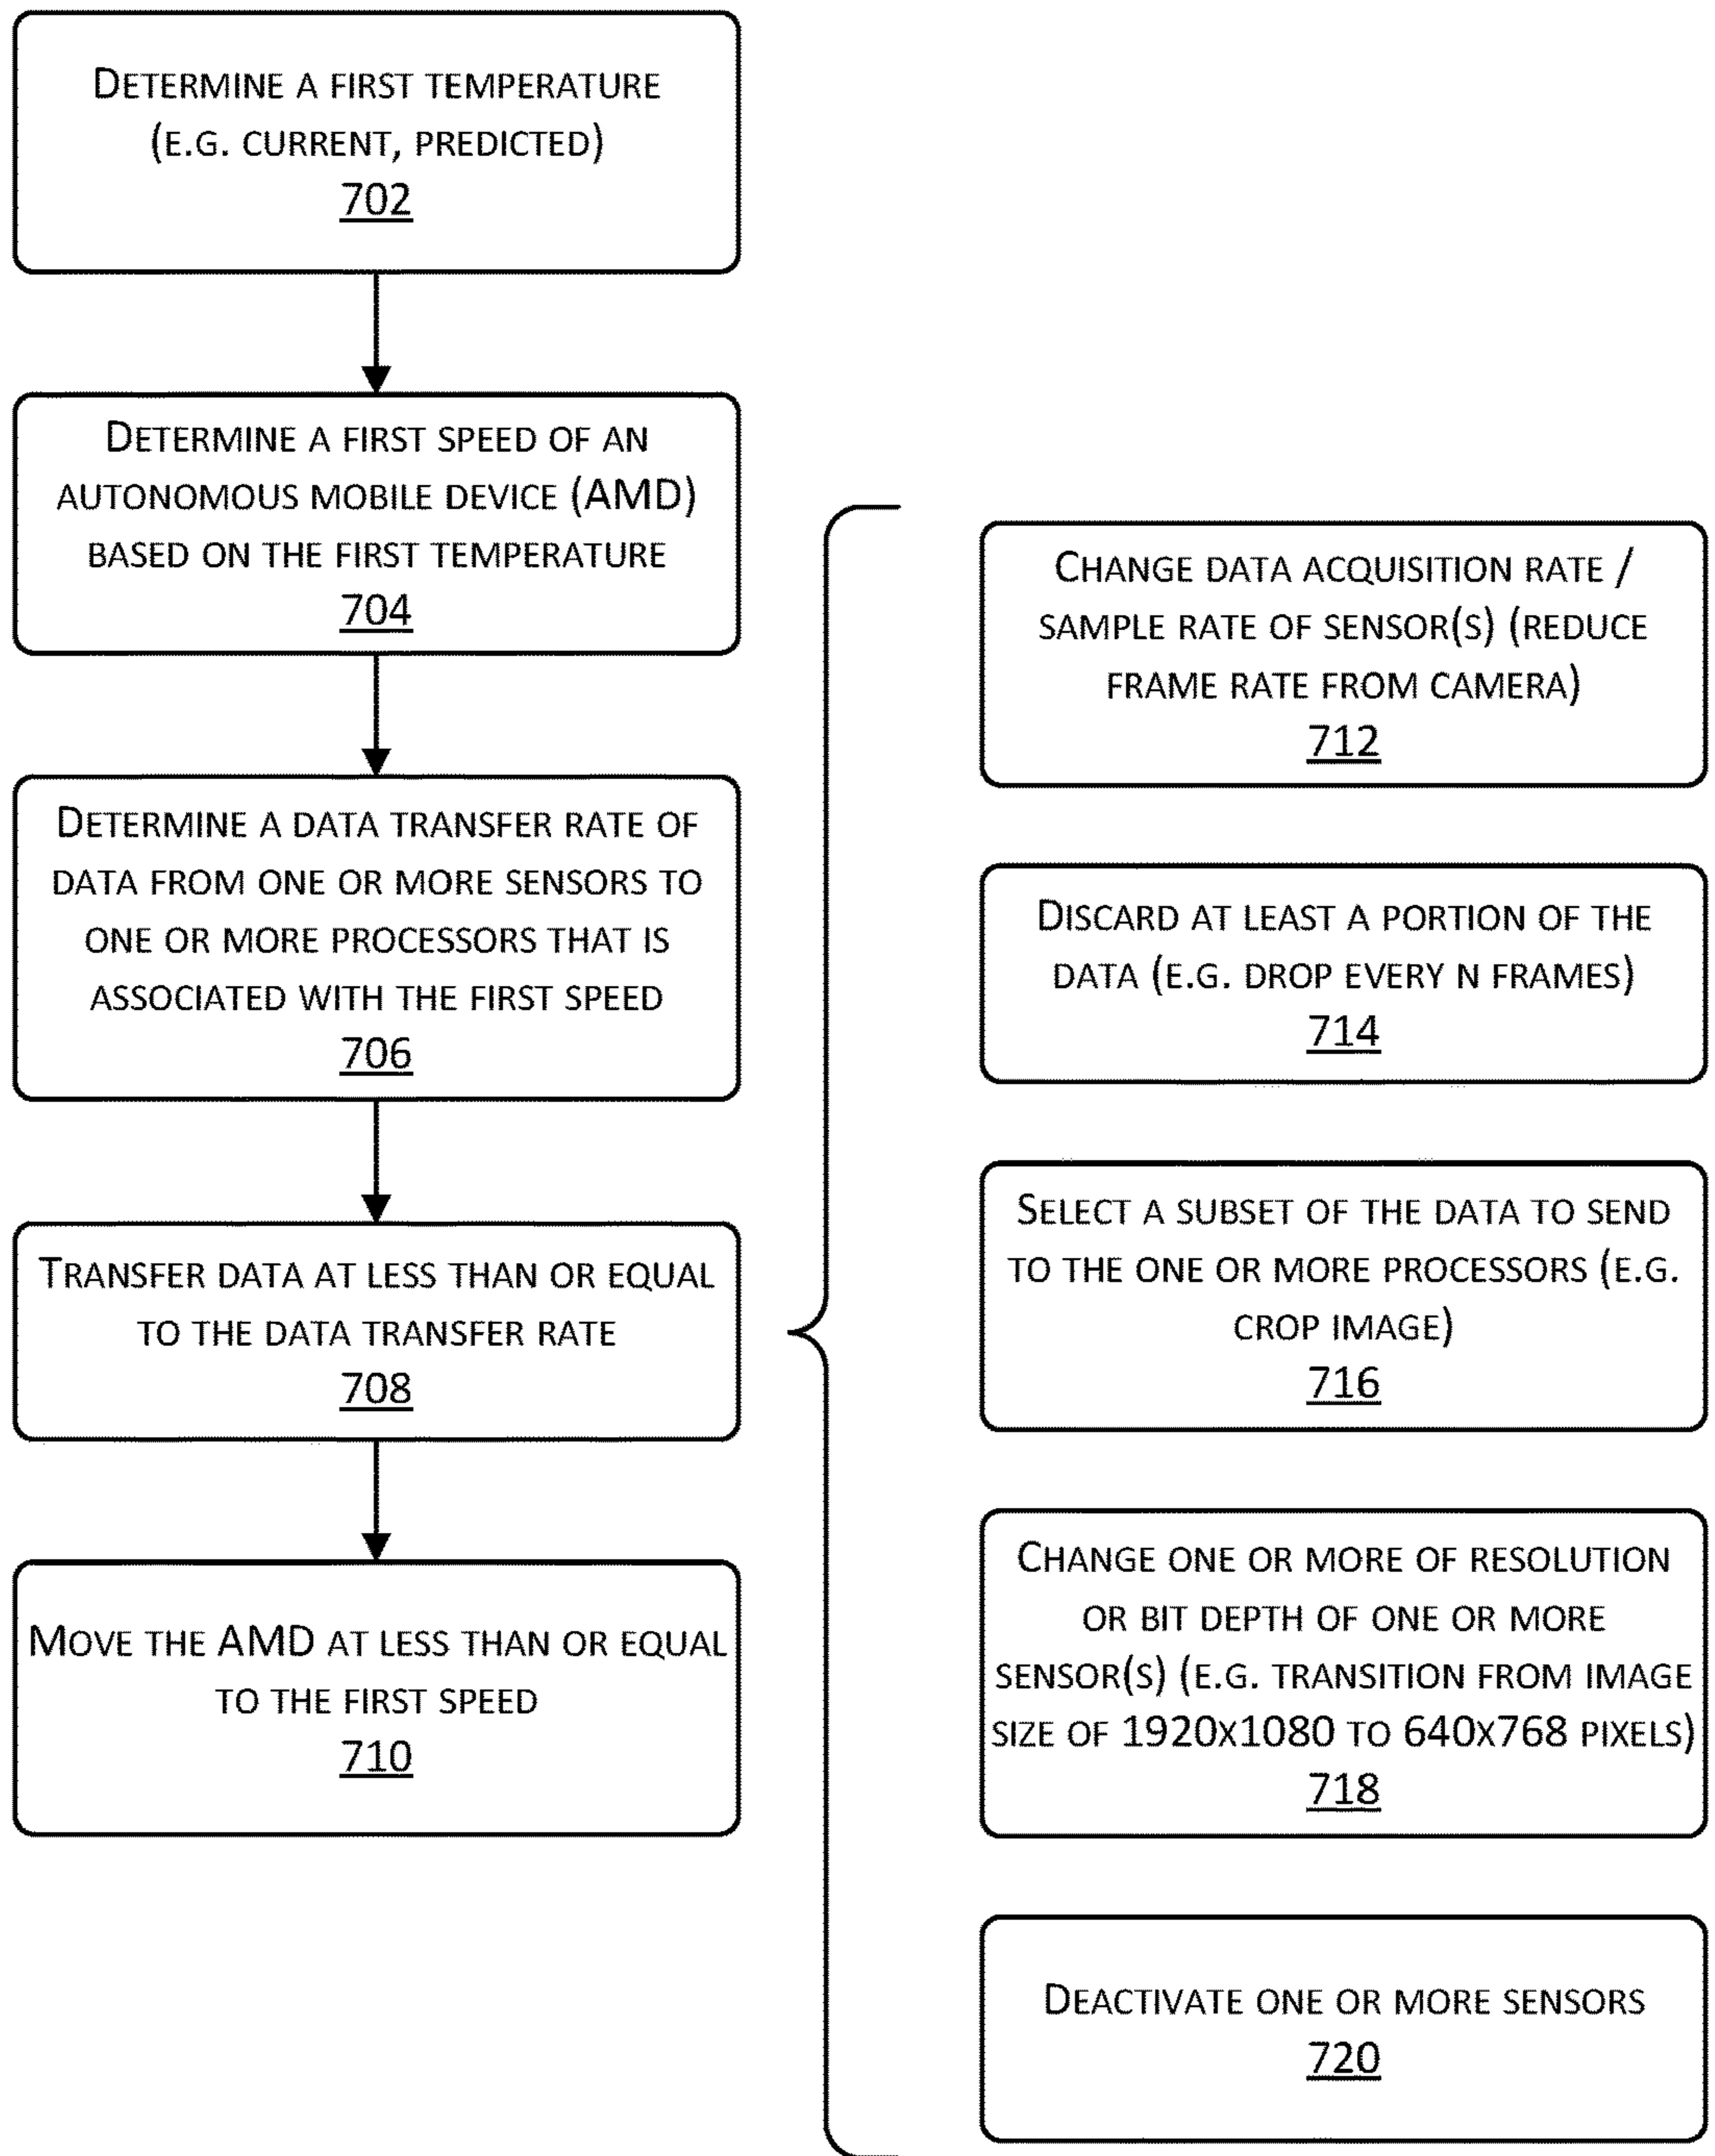 DETERMINE A FIRST TEMPERATURE
(E.G. CURRENT, PREDICTED)
702
DETERMINE A FIRST SPEED OF AN
AUTONOMOUS MOBILE DEVICE (AMD)
BASED ON THE FIRST TEMPERATURE
704
DETERMINE A DATA TRANSFER RATE OF
DATA FROM ONE OR MORE SENSORS TO
ONE OR MORE PROCESSORS THAT IS
ASSOCIATED WITH THE FIRST SPEED
706
TRANSFER DATA AT LESS THAN OR EQUAL
TO THE DATA TRANSFER RATE
708
MOVE THE AMD AT LESS THAN OR EQUAL
TO THE FIRST SPEED
710
CHANGE DATA ACQUISITION RATE /
SAMPLE RATE OF SENSOR(S) (REDUCE
FRAME RATE FROM CAMERA)
712
DISCARD AT LEAST A PORTION OF THE
DATA (E.G. DROP EVERY N FRAMES)
714
SELECT A SUBSET OF THE DATA TO SEND
TO THE ONE OR MORE PROCESSORS (E.G.
CROP IMAGE)
716
CHANGE ONE OR MORE OF RESOLUTION
OR BIT DEPTH OF ONE OR MORE
SENSOR(S) (E.G. TRANSITION FROM IMAGE
SIZE OF 1920X1080 TO 640X768 PIXELS)
718
DEACTIVATE ONE OR MORE SENSORS
720